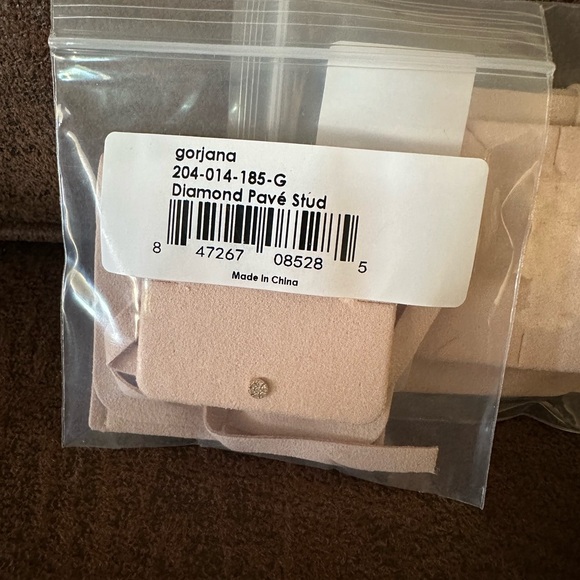 gorjana
204-014-185-G
Diamond Pavé Stud
8 47267 08528 5
Made in China